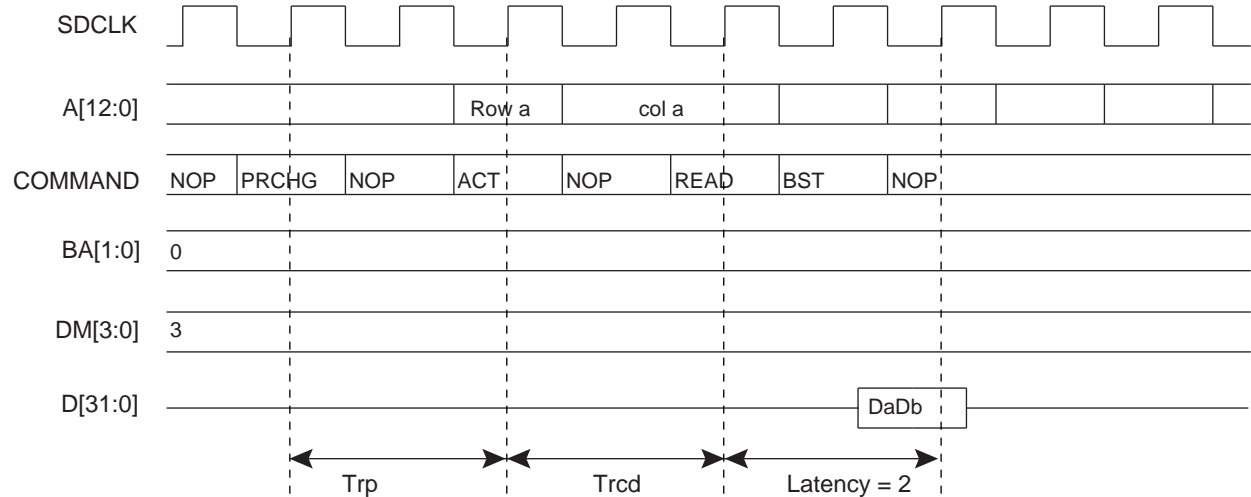 SDCLK
A[12:0] Row a col a
COMMAND NOP PRCHG NOP ACT NOP READ BST NOP
BA[1:0] 0
DM[3:0] 3
D[31:0] DaDb
Trp Trcd Latency = 2